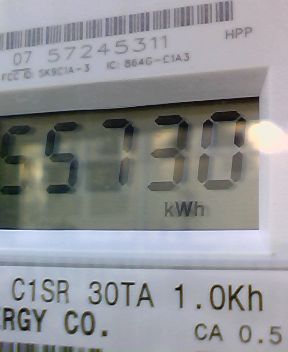 07 57245311
HPP
FCC ID: SK9C1A-3 IC: 864G-C1A3
55730
kWh
C1SR 30TA 1.0Kh
ERGY CO.
CA 0.5